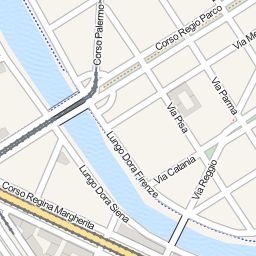 Corso Palermo
Corso Regio Parco
Via Me
Via Parma
Via Pisa
Lungo Dora Firenze
Via Catania
Via Reggio
Lungo Dora Siena
Corso Regina
Margherita